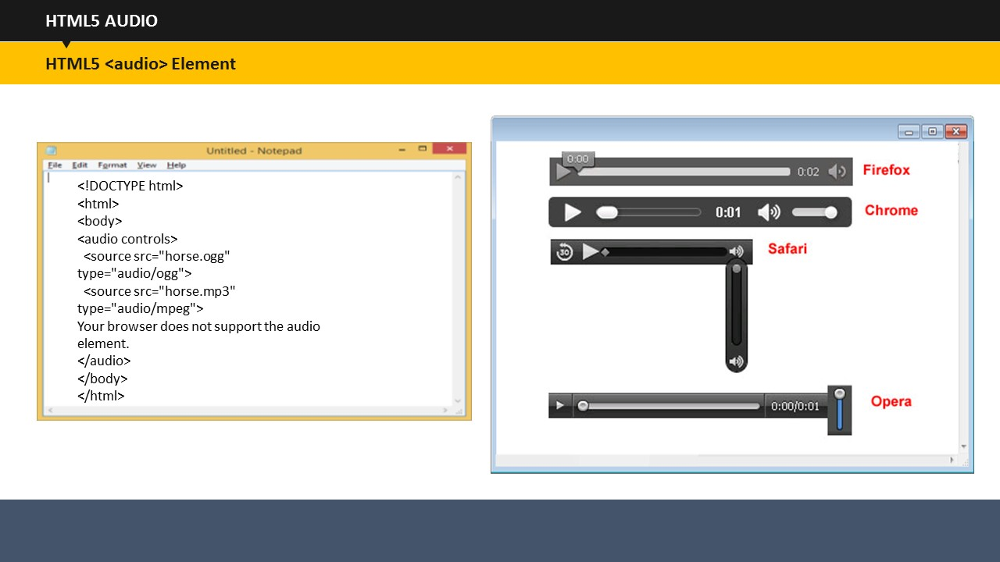 HTML5 AUDIO
HTML5 <audio> Element
Untitled - Notepad
File Edit Format View Help
<!DOCTYPE html>
<html>
<body>
<audio controls>
<source src="horse.ogg"
type="audio/ogg">
<source src="horse.mp3"
type="audio/mpeg">
Your browser does not support the audio
element.
</audio>
</body>
</html>
0:00
0:02
Firefox
0:01
Chrome
30
Safari
0:00/0:01
Opera